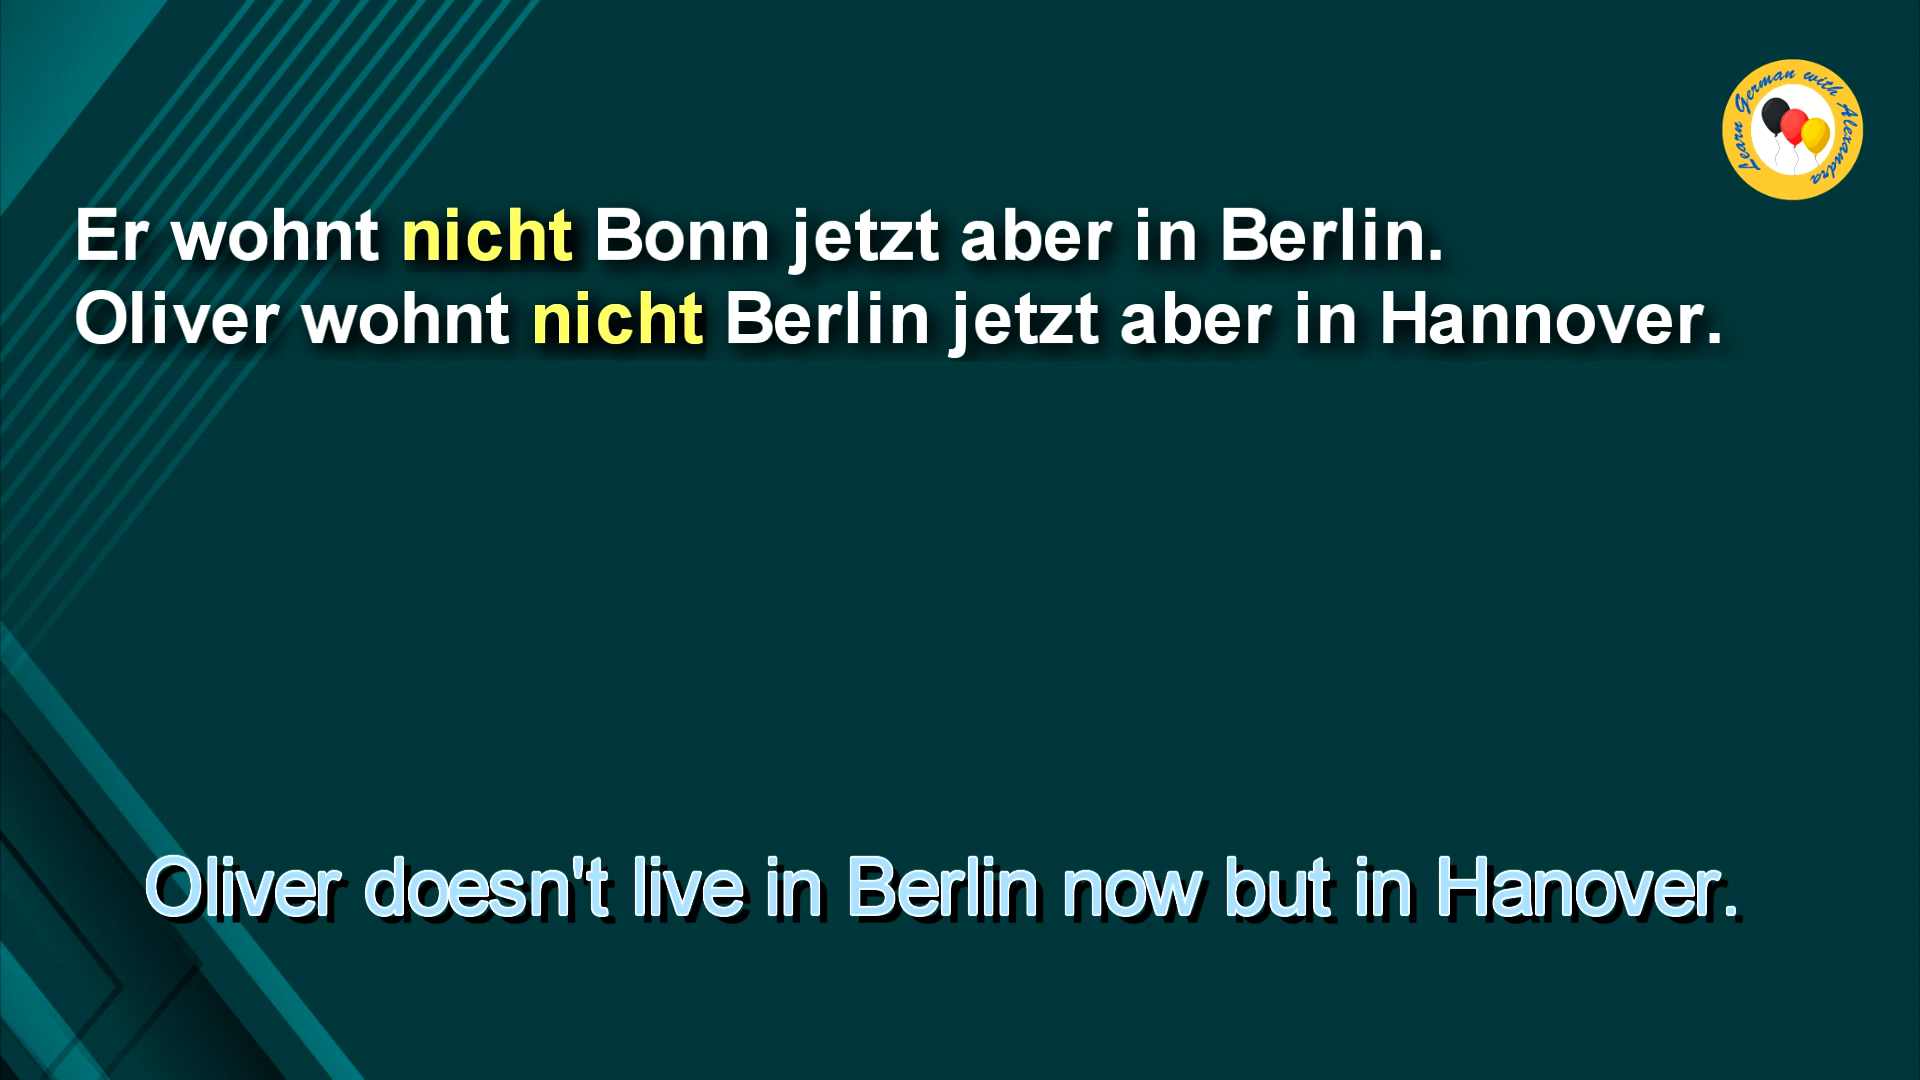 Learn German with Alexandra
Er wohnt nicht Bonn jetzt aber in Berlin.
Oliver wohnt nicht Berlin jetzt aber in Hannover.
Oliver doesn't live in Berlin now but in Hanover.